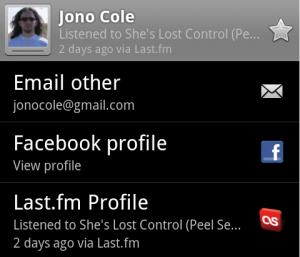 Jono Cole
Listened to She's Lost Control (Pe...
2 days ago via Last.fm
Email other
jonocole@gmail.com
Facebook profile
View profile
Last.fm Profile
Listened to She's Lost Control (Peel Se...
2 days ago via Last.fm